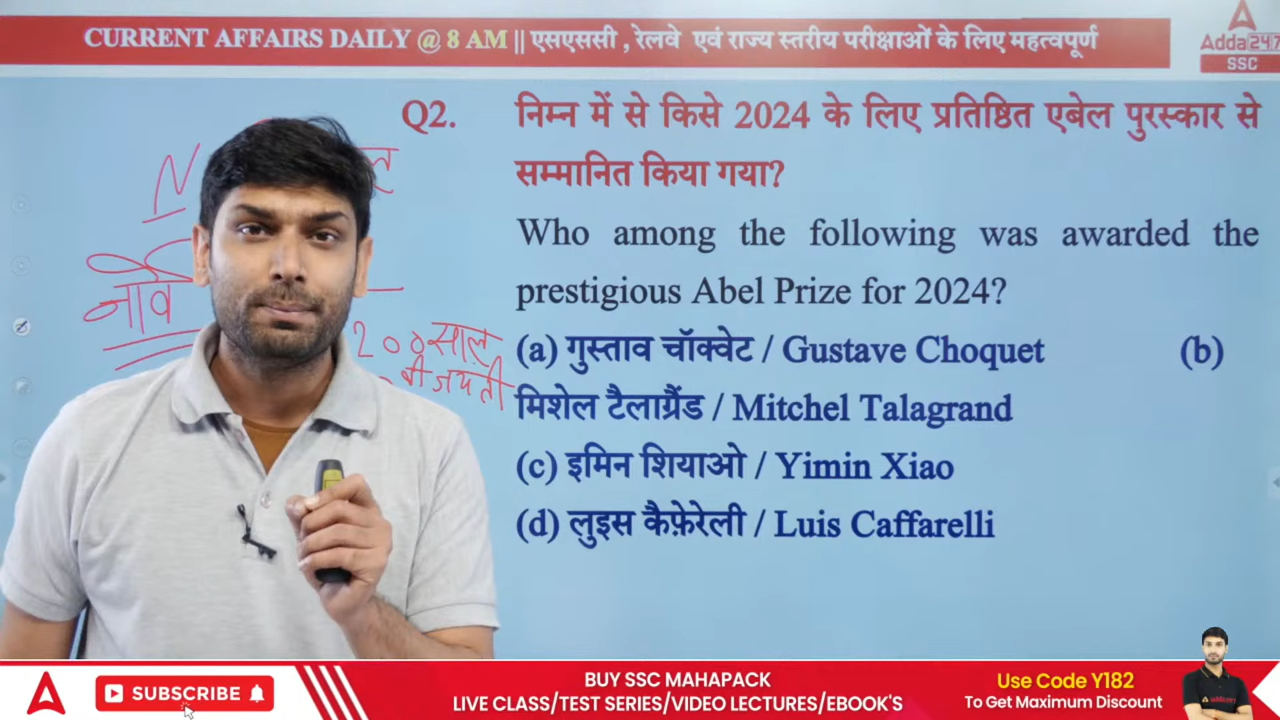 CURRENT AFFAIRS DAILY @ 8 AM || एसएससी , रेलवे एवं राज्य स्तरीय परीक्षाओं के लिए महत्वपूर्ण
Adda247
SSC
Q2. निम्न में से किसे 2024 के लिए प्रतिष्ठित एबेल पुरस्कार से
सम्मानित किया गया?
Who among the following was awarded the
prestigious Abel Prize for 2024?
(a) गुस्ताव चॉक्वेट / Gustave Choquet (b)
मिशेल टैलाग्रैंड / Mitchel Talagrand
(c) इमिन शियाओ / Yimin Xiao
(d) लुइस कैफ़ेरेली / Luis Caffarelli
N
नार्वे
200 साल
वी जयंती
SUBSCRIBE
BUY SSC MAHAPACK
LIVE CLASS/TEST SERIES/VIDEO LECTURES/EBOOK'S
Use Code Y182
To Get Maximum Discount